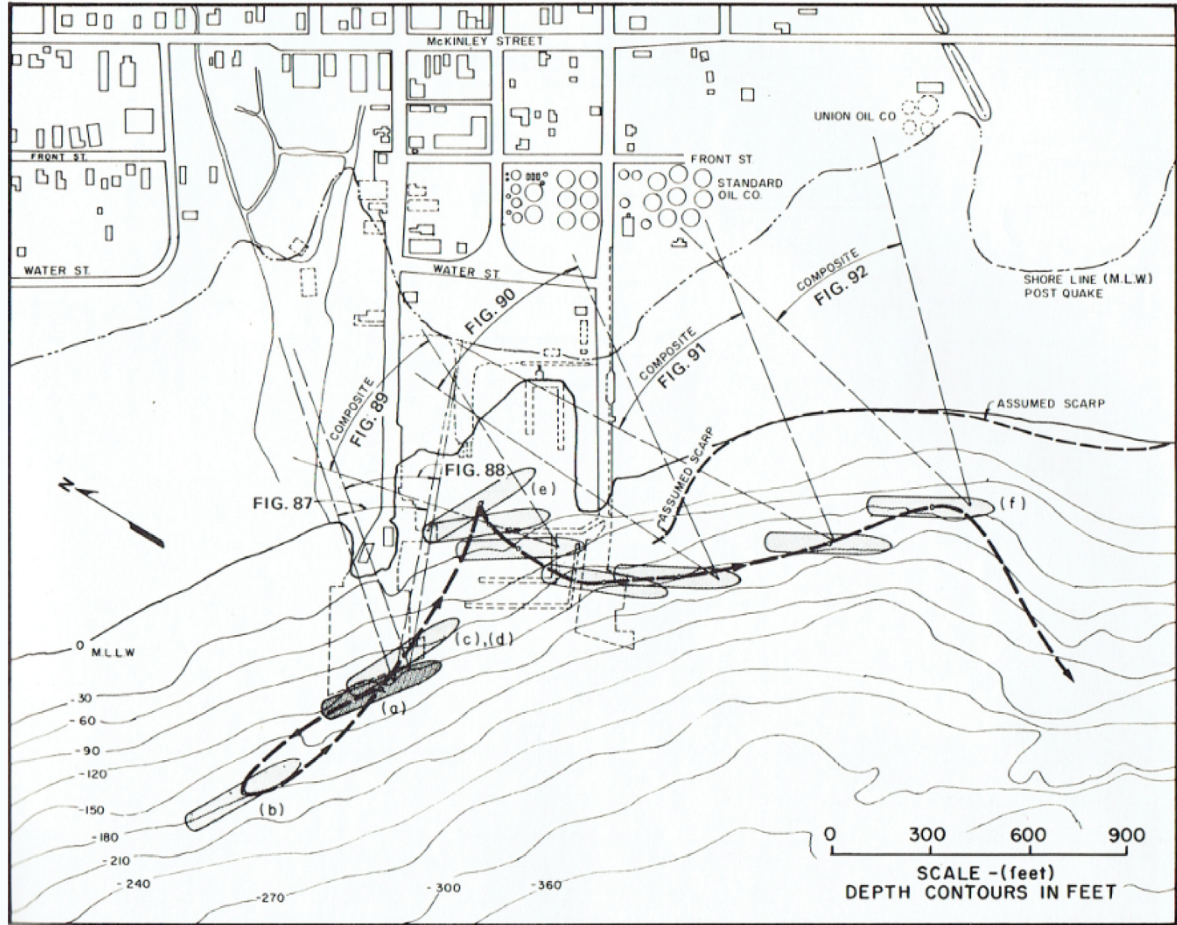 McKINLEY STREET
UNION OIL CO
FRONT ST.
FRONT ST.
STANDARD
OIL CO.
WATER ST.
WATER ST.
SHORE LINE (M.L.W.)
POST QUAKE
COMPOSITE
FIG. 92
FIG. 90
COMPOSITE
FIG. 91
COMPOSITE
FIG. 89
ASSUMED SCARP
ASSUMED SCARP
FIG. 88
FIG. 87
N
(e)
(f)
(c),(d)
(a)
(b)
0
M.L.L.W
-30
-60
-90
-120
-150
-180
-210
-240
-270
-300
-360
0 300 600 900
SCALE -(feet)
DEPTH CONTOURS IN FEET